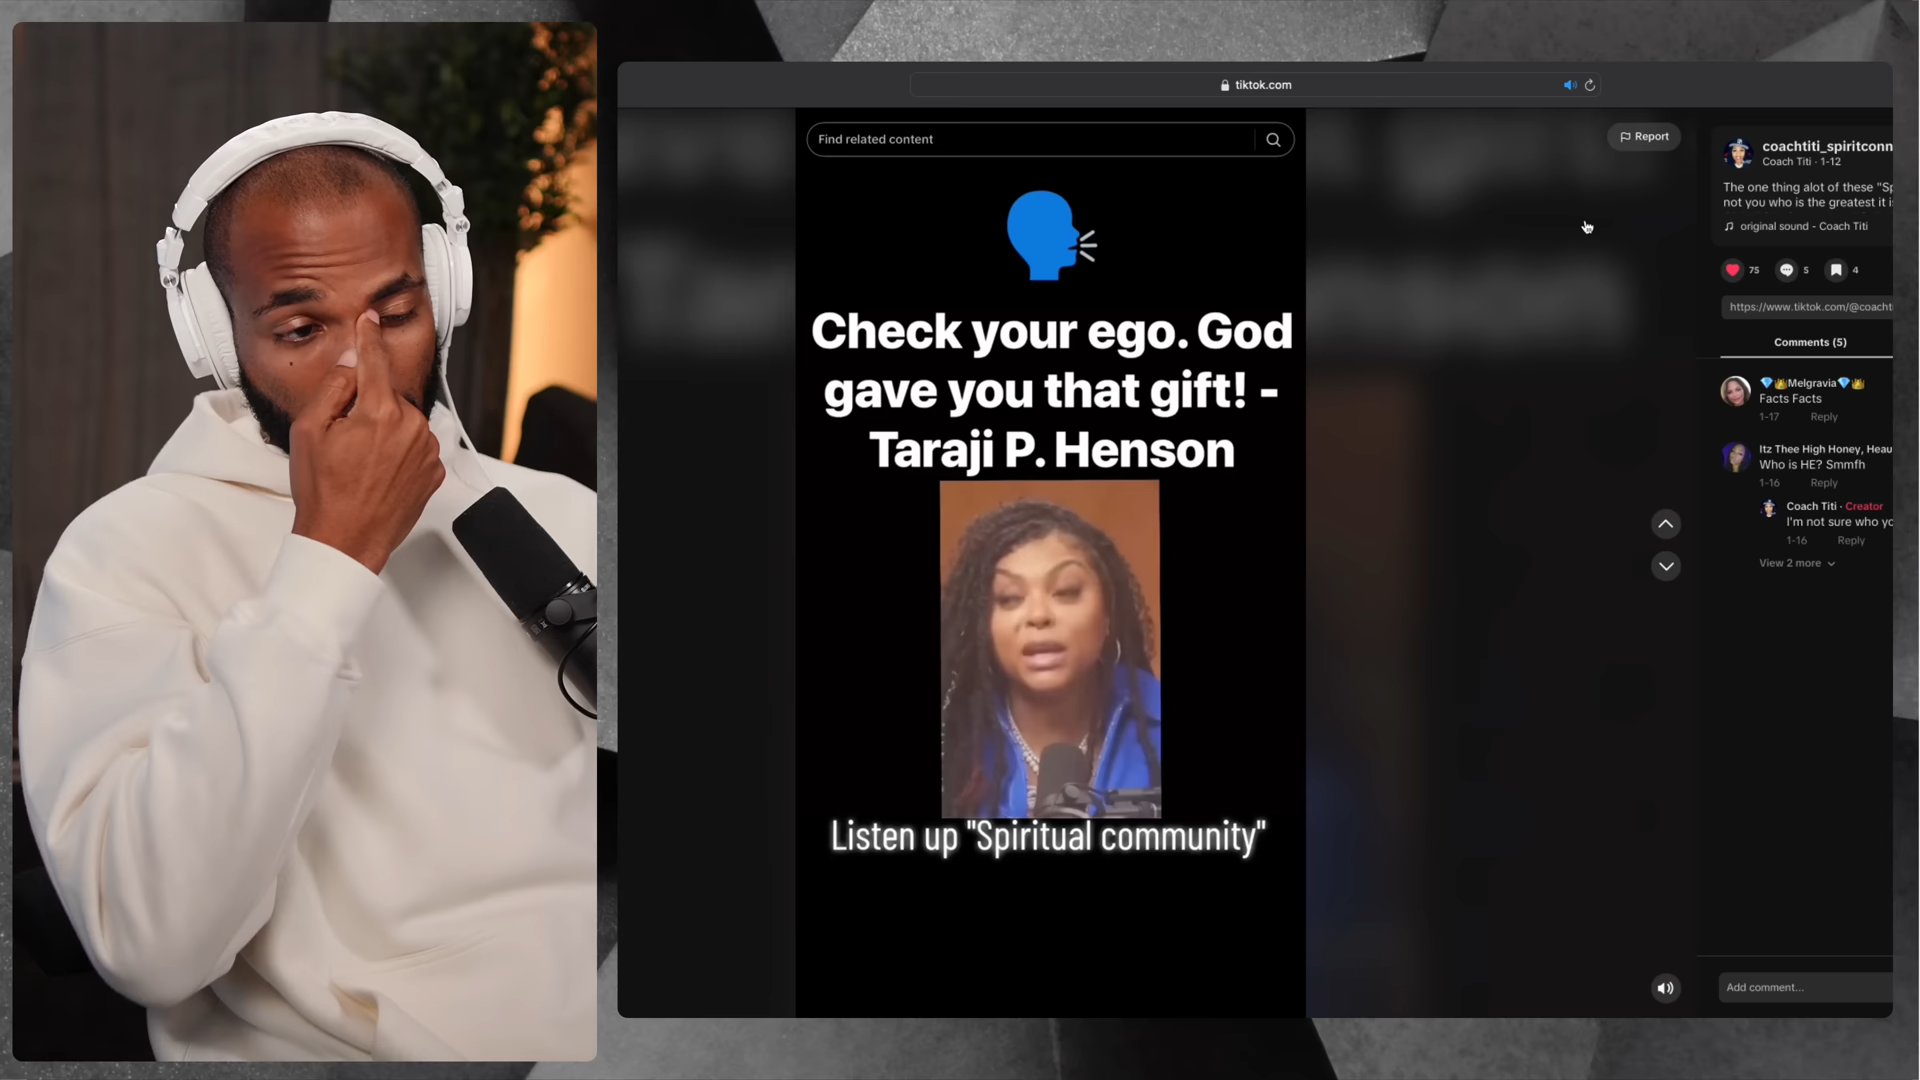 tiktok.com
Find related content
Report
Check your ego. God
gave you that gift! -
Taraji P. Henson
Listen up "Spiritual community"
coachtiti_spiritconn
Coach Titi · 1-12
The one thing alot of these "Sp
not you who is the greatest it is
original sound - Coach Titi
75
5
4
https://www.tiktok.com/@coachti
Comments (5)
💎👑Melgravia💎👑
Facts Facts
1-17 Reply
Itz Thee High Honey, Heau
Who is HE? Smmfh
1-16 Reply
Coach Titi · Creator
I'm not sure who yo
1-16 Reply
View 2 more
Add comment...